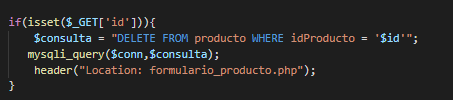 if(isset($_GET['id'])){
$consulta = "DELETE FROM producto WHERE idProducto = '$id'";
mysqli_query($conn,$consulta);
header("Location: formulario_producto.php");
}